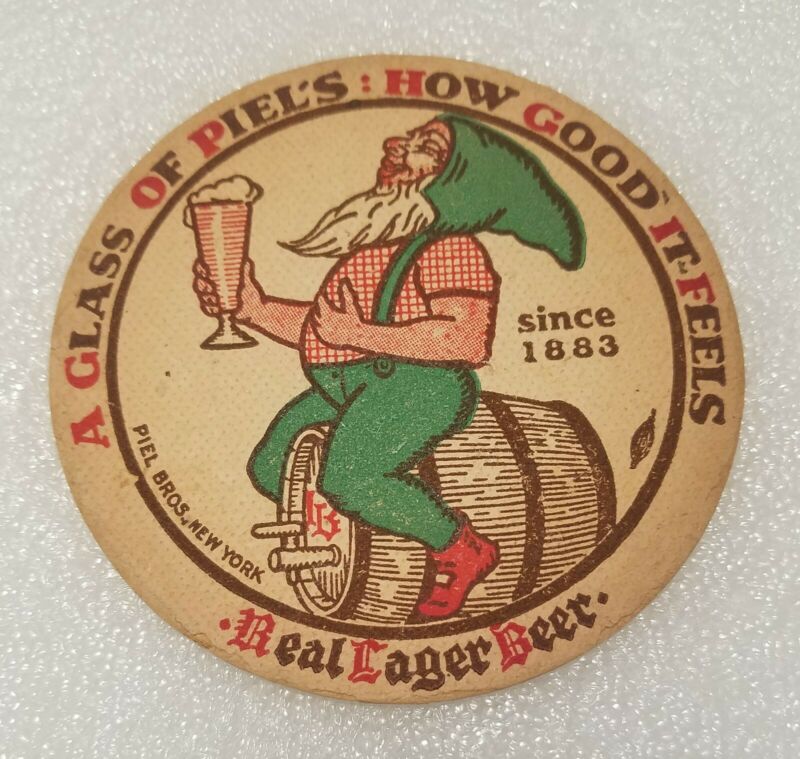 A GLASS OF PIEL'S : HOW GOOD IT FEELS
since
1883
PIEL BROS., NEW YORK
·Real Lager Beer·